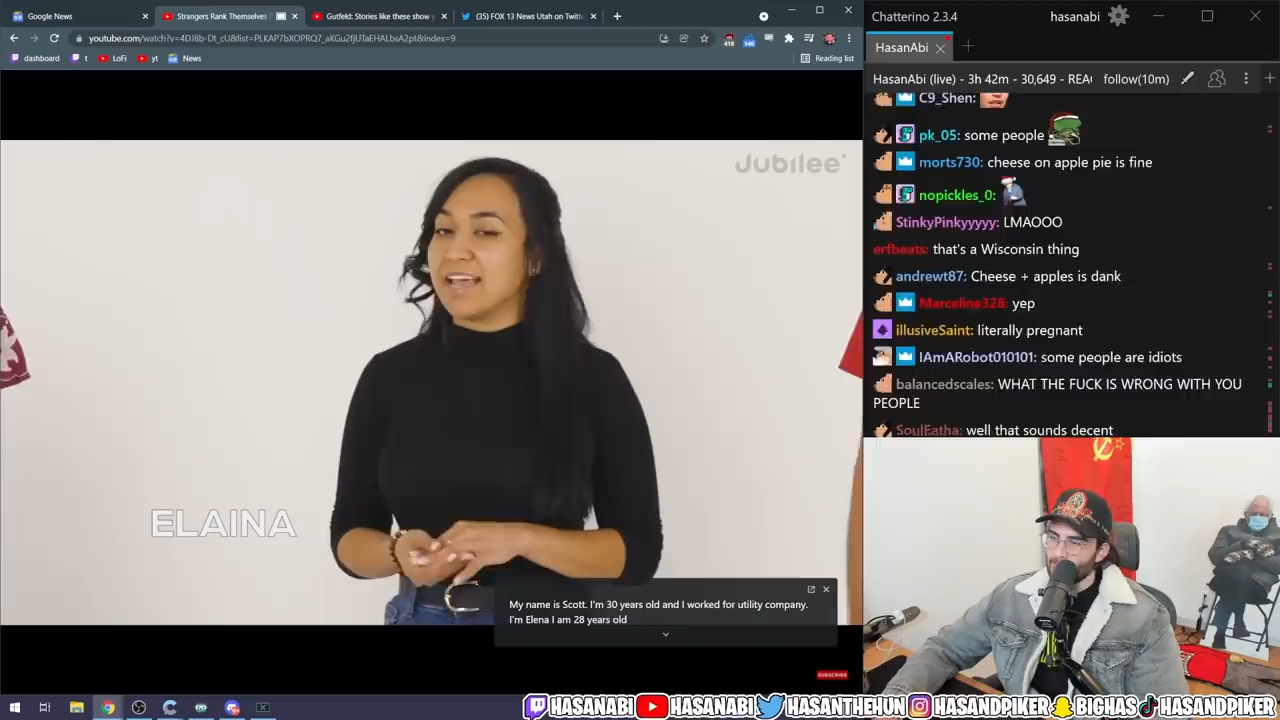 Google News
Strangers Rank Themselves
Gutfeld: Stories like these show
(35) FOX 13 News Utah on Twitt
youtube.com/watch?v=4DJ8b-Dt_cU&list=PLKAP7bXOPRQ7_aKGu2fjUTaEHALbsA2pt&index=9
418
140
dashboard
t
LoFi
yt
News
Reading list
Jubilee
ELAINA
My name is Scott. I'm 30 years old and I worked for utility company.
I'm Elena I am 28 years old
SUBSCRIBE
Chatterino 2.3.4
hasanabi
HasanAbi
HasanAbi (live) - 3h 42m - 30,649 - REA
follow(10m)
C9_Shen:
pk_05: some people
morts730: cheese on apple pie is fine
nopickles_0:
StinkyPinkyyyyy: LMAOOO
erfbeats: that's a Wisconsin thing
andrewt87: Cheese + apples is dank
Marceline328: yep
illusiveSaint: literally pregnant
IAmARobot010101: some people are idiots
balancedscales: WHAT THE FUCK IS WRONG WITH YOU
PEOPLE
SoulEatha: well that sounds decent
HASANABI HASANABI HASANTHEHUN HASANDPIKER BIGHAS HASANDPIKER